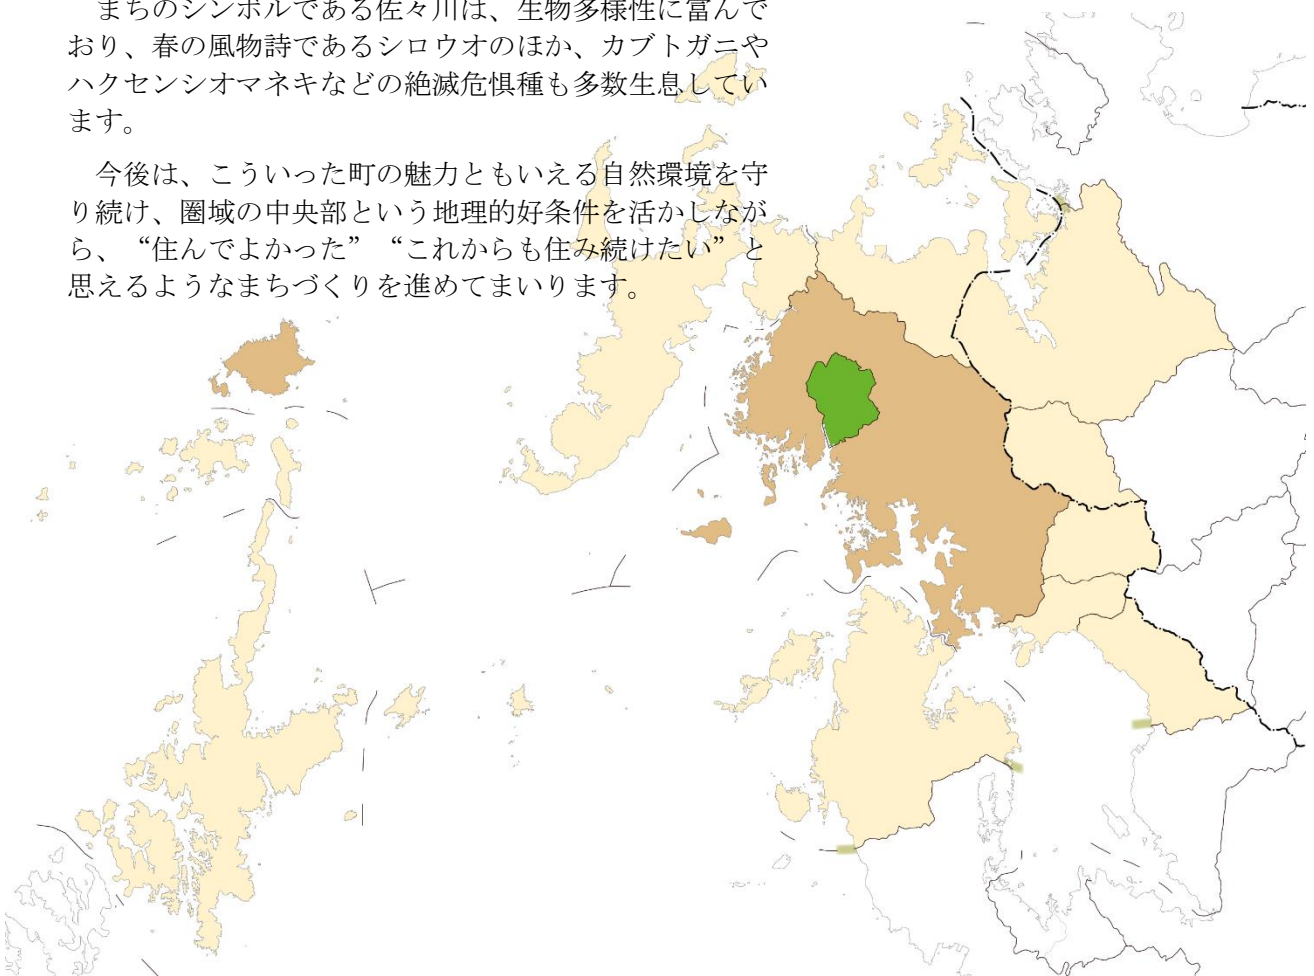 まちのシンボルである佐々川は、生物多様性に富んで
おり、春の風物詩であるシロウオのほか、カブトガニや
ハクセンシオマネキなどの絶滅危惧種も多数生息してい
ます。
今後は、こういった町の魅力ともいえる自然環境を守
り続け、圏域の中央部という地理的好条件を活かしなが
ら、“住んでよかった”“これからも住み続けたい”と
思えるようなまちづくりを進めてまいります。